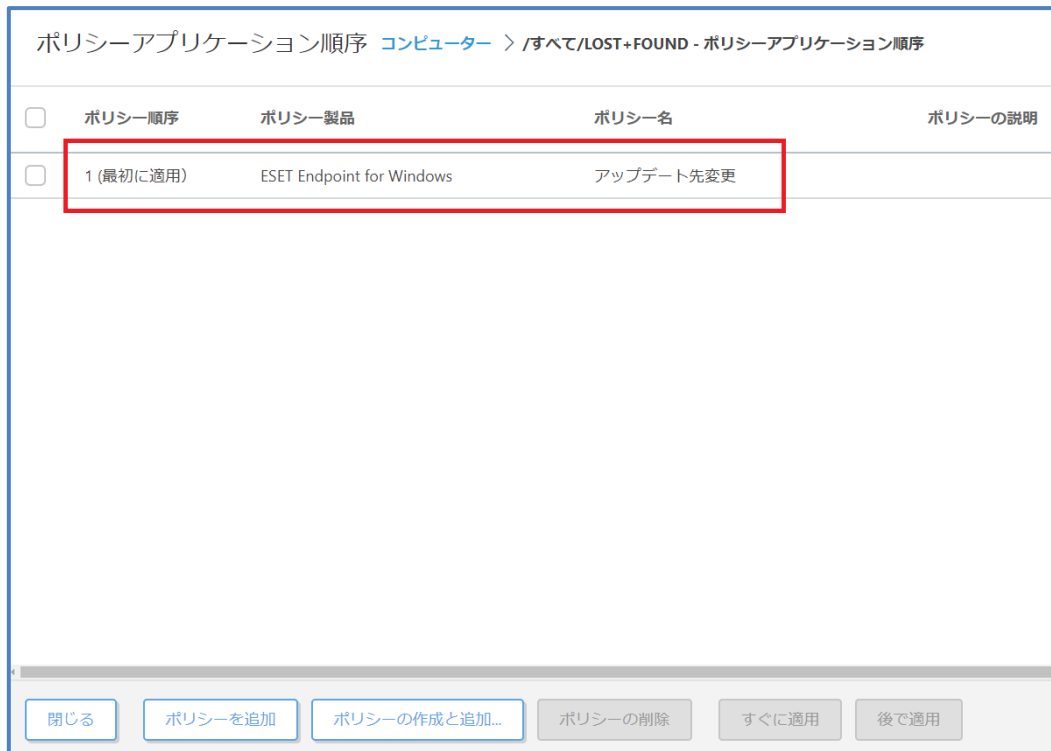 ポリシーアプリケーション順序 コンピューター > /すべて/LOST+FOUND - ポリシーアプリケーション順序
ポリシー順序 ポリシー製品 ポリシー名 ポリシーの説明
1 (最初に適用） ESET Endpoint for Windows アップデート先変更
閉じる ポリシーを追加 ポリシーの作成と追加... ポリシーの削除 すぐに適用 後で適用